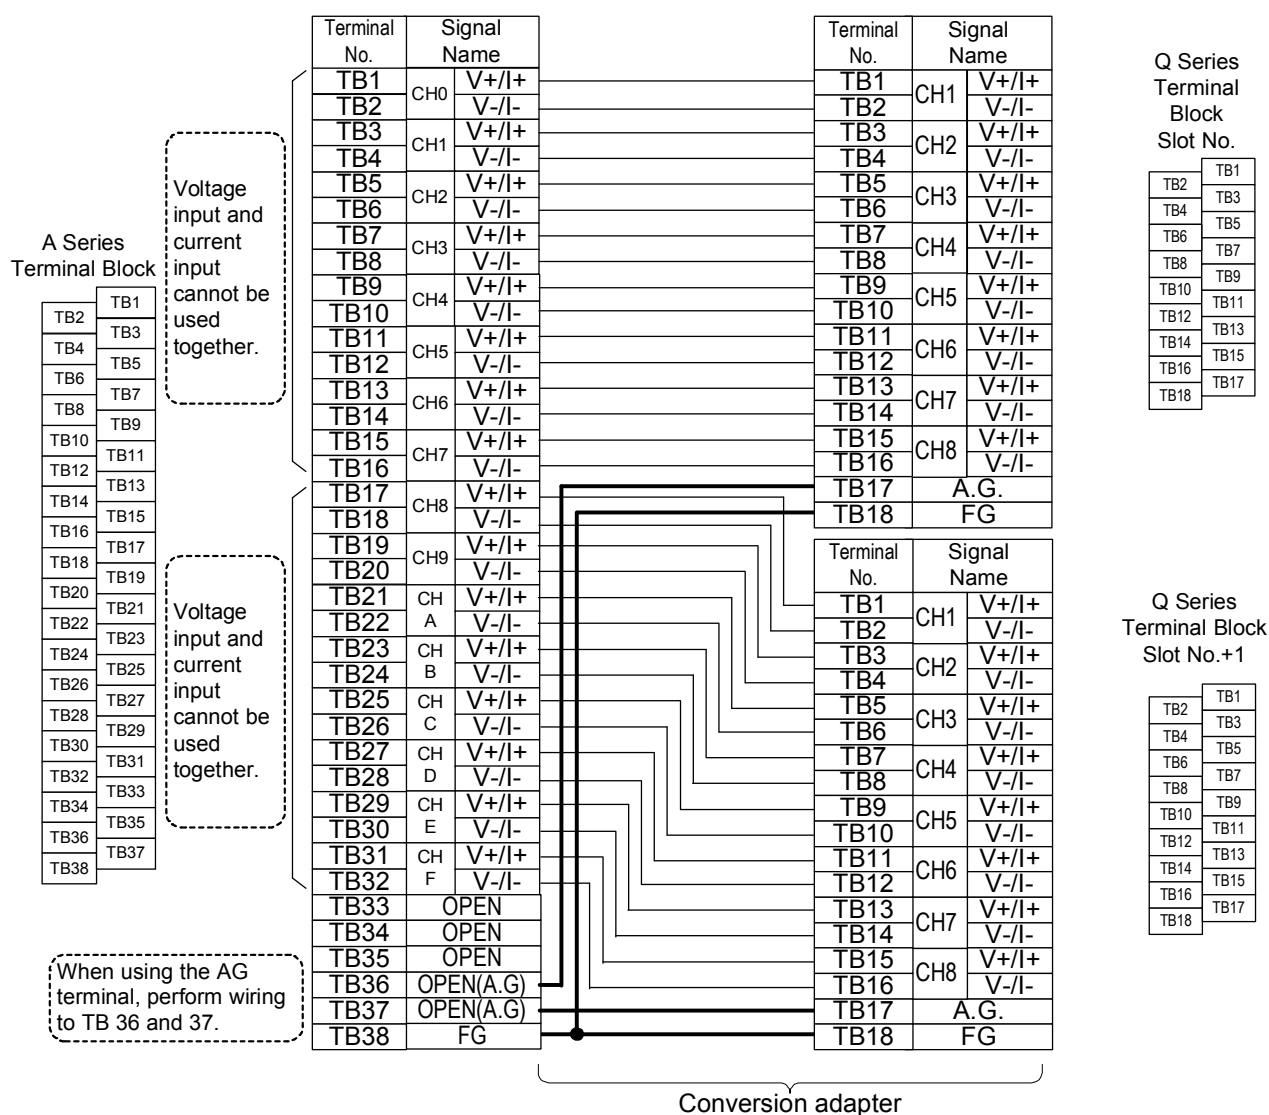 A Series
Terminal Block
TB1
TB2
TB3
TB4
TB5
TB6
TB7
TB8
TB9
TB10
TB11
TB12
TB13
TB14
TB15
TB16
TB17
TB18
TB19
TB20
TB21
TB22
TB23
TB24
TB25
TB26
TB27
TB28
TB29
TB30
TB31
TB32
TB33
TB34
TB35
TB36
TB37
TB38
Voltage
input and
current
input
cannot be
used
together.
Voltage
input and
current
input
cannot be
used
together.
When using the AG
terminal, perform wiring
to TB 36 and 37.
Terminal Signal
No. Name
TB1 CH0 V+/I+
TB2 V-/I-
TB3 CH1 V+/I+
TB4 V-/I-
TB5 CH2 V+/I+
TB6 V-/I-
TB7 CH3 V+/I+
TB8 V-/I-
TB9 CH4 V+/I+
TB10 V-/I-
TB11 CH5 V+/I+
TB12 V-/I-
TB13 CH6 V+/I+
TB14 V-/I-
TB15 CH7 V+/I+
TB16 V-/I-
TB17 CH8 V+/I+
TB18 V-/I-
TB19 CH9 V+/I+
TB20 V-/I-
TB21 CH V+/I+
TB22 A V-/I-
TB23 CH V+/I+
TB24 B V-/I-
TB25 CH V+/I+
TB26 C V-/I-
TB27 CH V+/I+
TB28 D V-/I-
TB29 CH V+/I+
TB30 E V-/I-
TB31 CH V+/I+
TB32 F V-/I-
TB33 OPEN
TB34 OPEN
TB35 OPEN
TB36 OPEN(A.G)
TB37 OPEN(A.G)
TB38 FG
Terminal Signal
No. Name
TB1 CH1 V+/I+
TB2 V-/I-
TB3 CH2 V+/I+
TB4 V-/I-
TB5 CH3 V+/I+
TB6 V-/I-
TB7 CH4 V+/I+
TB8 V-/I-
TB9 CH5 V+/I+
TB10 V-/I-
TB11 CH6 V+/I+
TB12 V-/I-
TB13 CH7 V+/I+
TB14 V-/I-
TB15 CH8 V+/I+
TB16 V-/I-
TB17 A.G.
TB18 FG
Terminal Signal
No. Name
TB1 CH1 V+/I+
TB2 V-/I-
TB3 CH2 V+/I+
TB4 V-/I-
TB5 CH3 V+/I+
TB6 V-/I-
TB7 CH4 V+/I+
TB8 V-/I-
TB9 CH5 V+/I+
TB10 V-/I-
TB11 CH6 V+/I+
TB12 V-/I-
TB13 CH7 V+/I+
TB14 V-/I-
TB15 CH8 V+/I+
TB16 V-/I-
TB17 A.G.
TB18 FG
Conversion adapter
Q Series
Terminal
Block
Slot No.
TB1
TB2
TB3
TB4
TB5
TB6
TB7
TB8
TB9
TB10
TB11
TB12
TB13
TB14
TB15
TB16
TB17
TB18
Q Series
Terminal Block
Slot No.+1
TB1
TB2
TB3
TB4
TB5
TB6
TB7
TB8
TB9
TB10
TB11
TB12
TB13
TB14
TB15
TB16
TB17
TB18